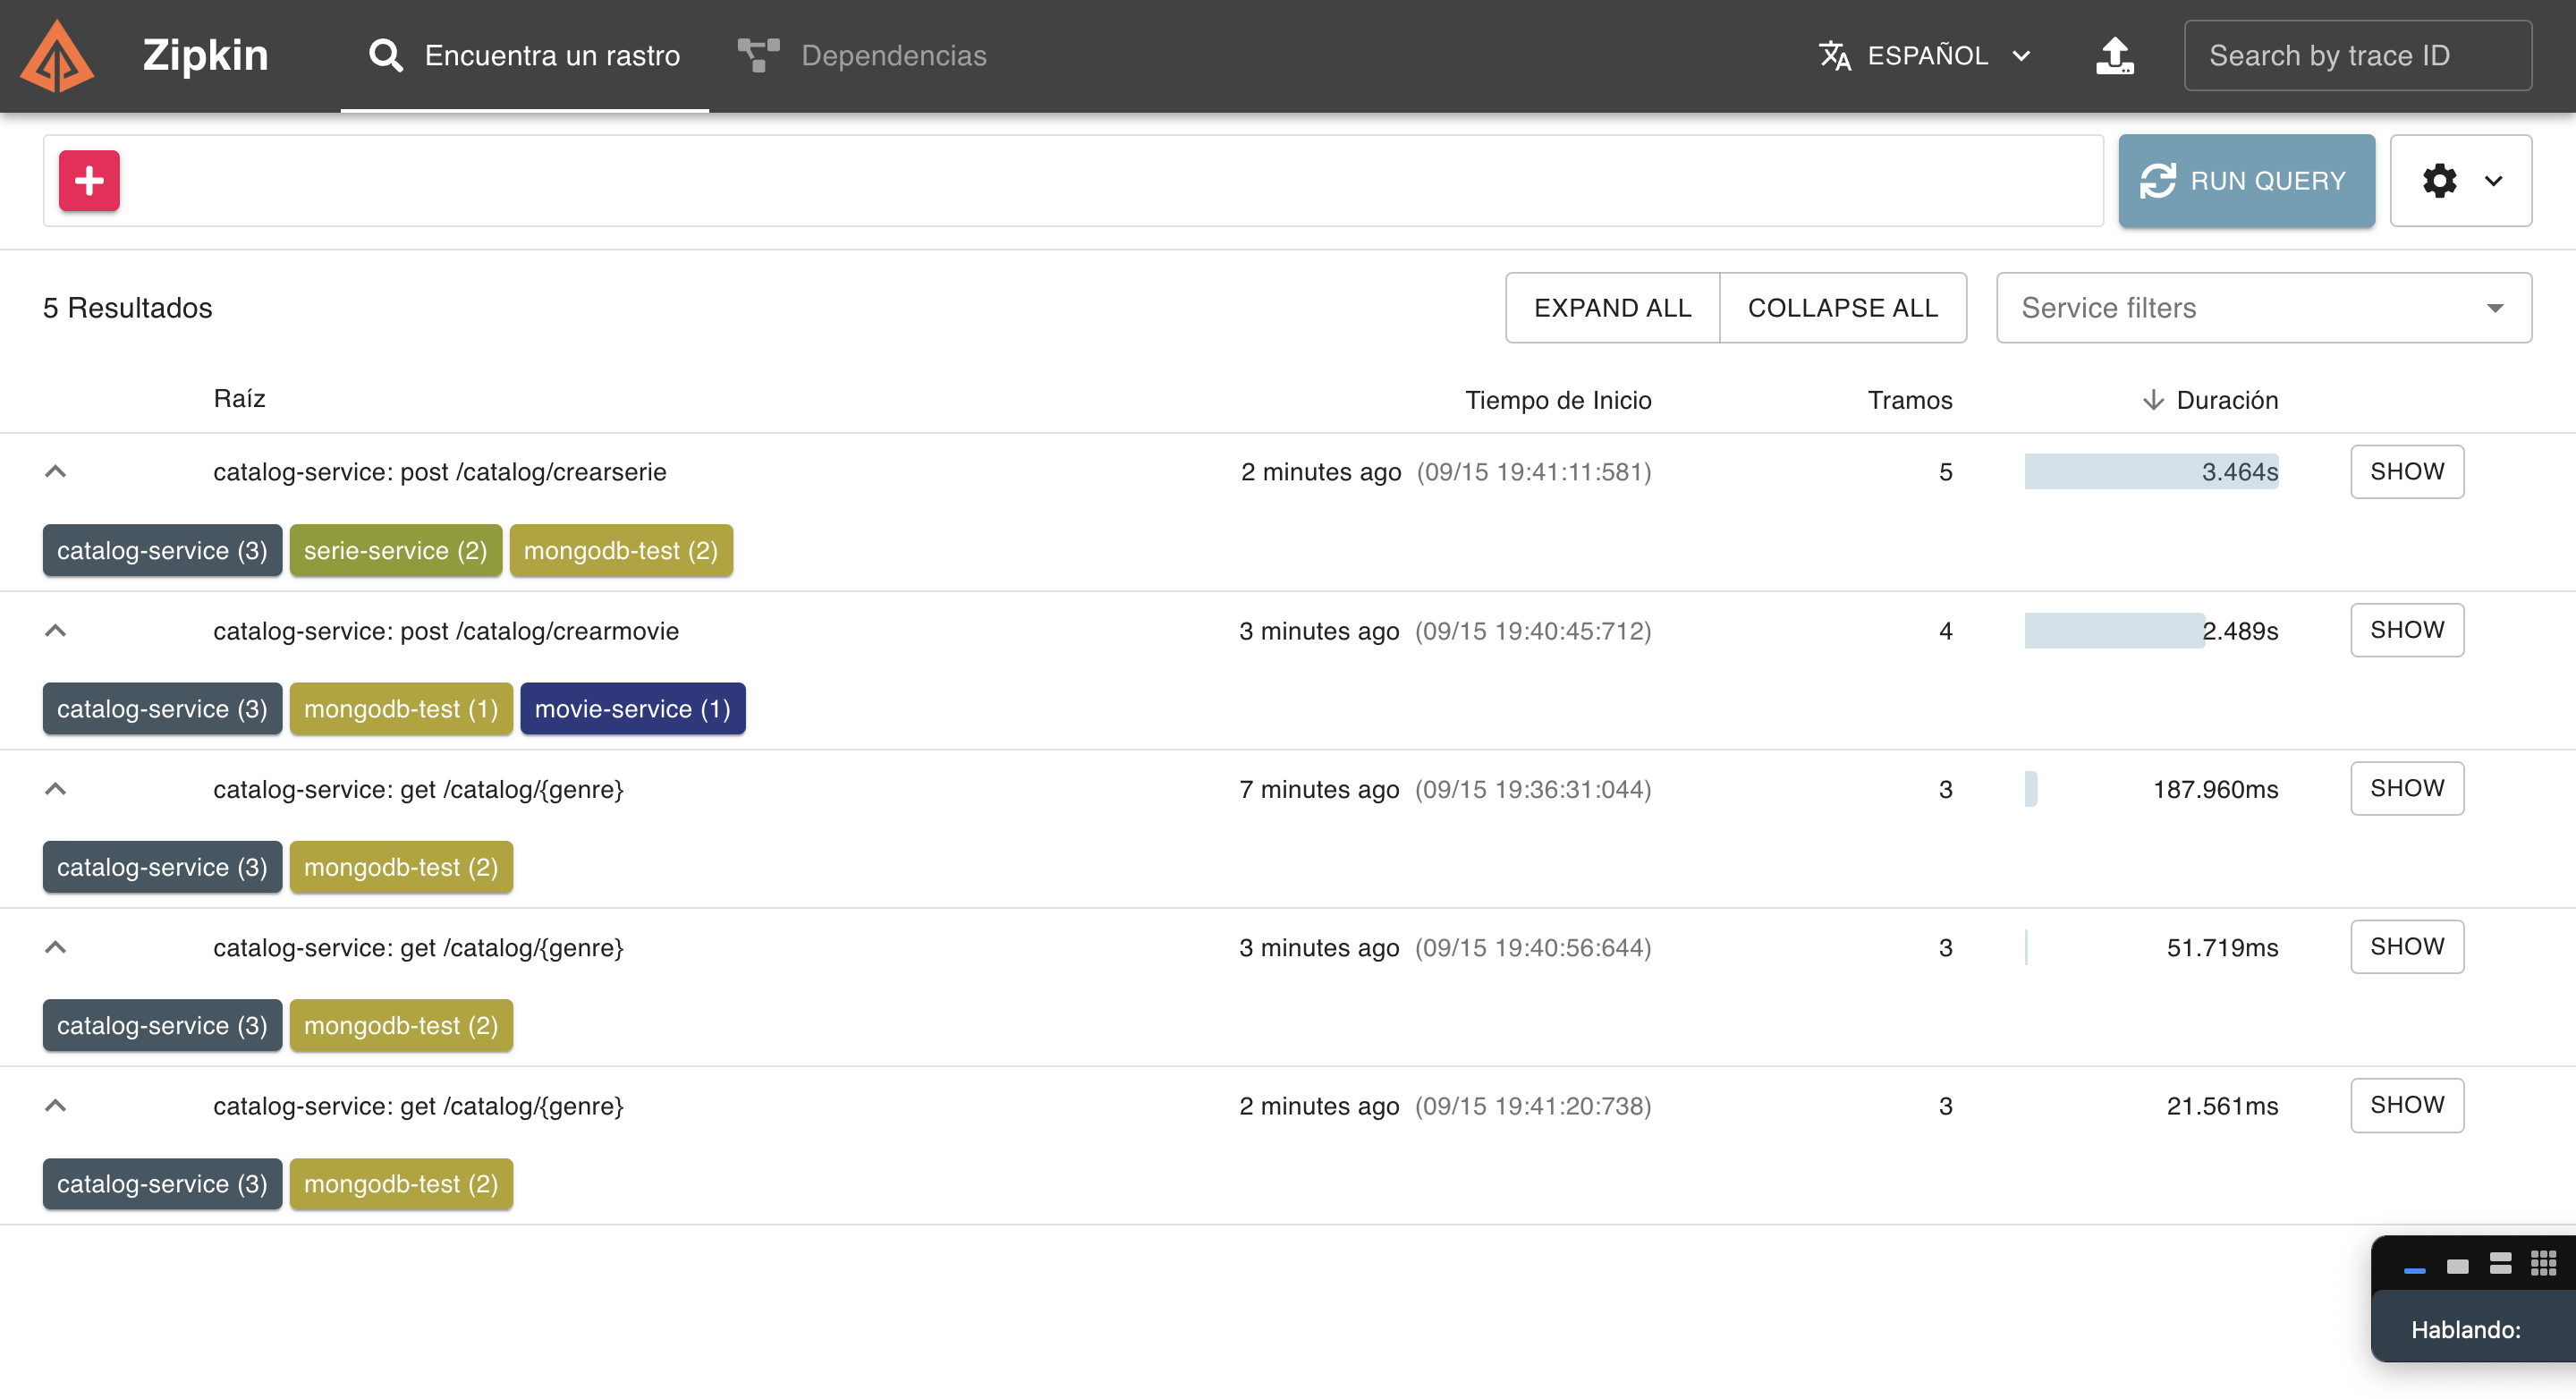 Zipkin Encuentra un rastro Dependencias ESPAÑOL Search by trace ID
RUN QUERY
5 Resultados EXPAND ALL COLLAPSE ALL Service filters
Raíz Tiempo de Inicio Tramos Duración
catalog-service: post /catalog/crearserie 2 minutes ago (09/15 19:41:11:581) 5 3.464s SHOW
catalog-service (3) serie-service (2) mongodb-test (2)
catalog-service: post /catalog/crearmovie 3 minutes ago (09/15 19:40:45:712) 4 2.489s SHOW
catalog-service (3) mongodb-test (1) movie-service (1)
catalog-service: get /catalog/{genre} 7 minutes ago (09/15 19:36:31:044) 3 187.960ms SHOW
catalog-service (3) mongodb-test (2)
catalog-service: get /catalog/{genre} 3 minutes ago (09/15 19:40:56:644) 3 51.719ms SHOW
catalog-service (3) mongodb-test (2)
catalog-service: get /catalog/{genre} 2 minutes ago (09/15 19:41:20:738) 3 21.561ms SHOW
catalog-service (3) mongodb-test (2)
Hablando: